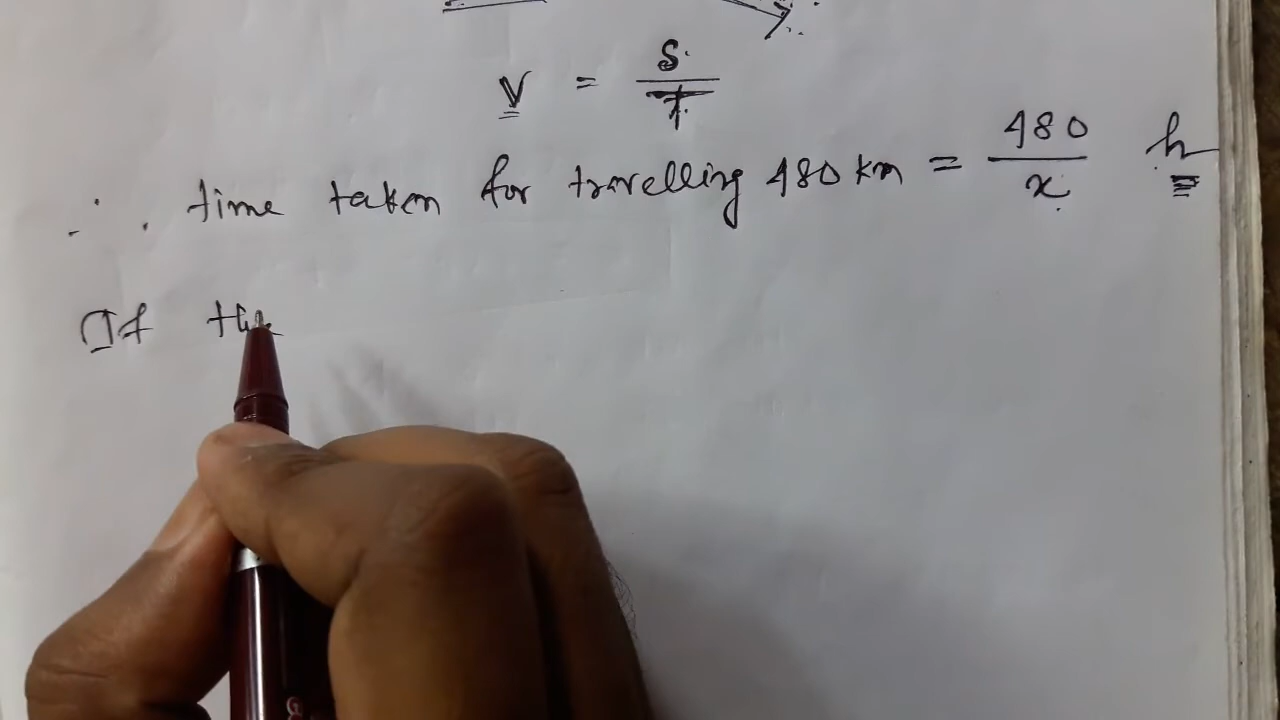 V = S/T
∴ time taken for travelling 480 km = 480/x h
If the